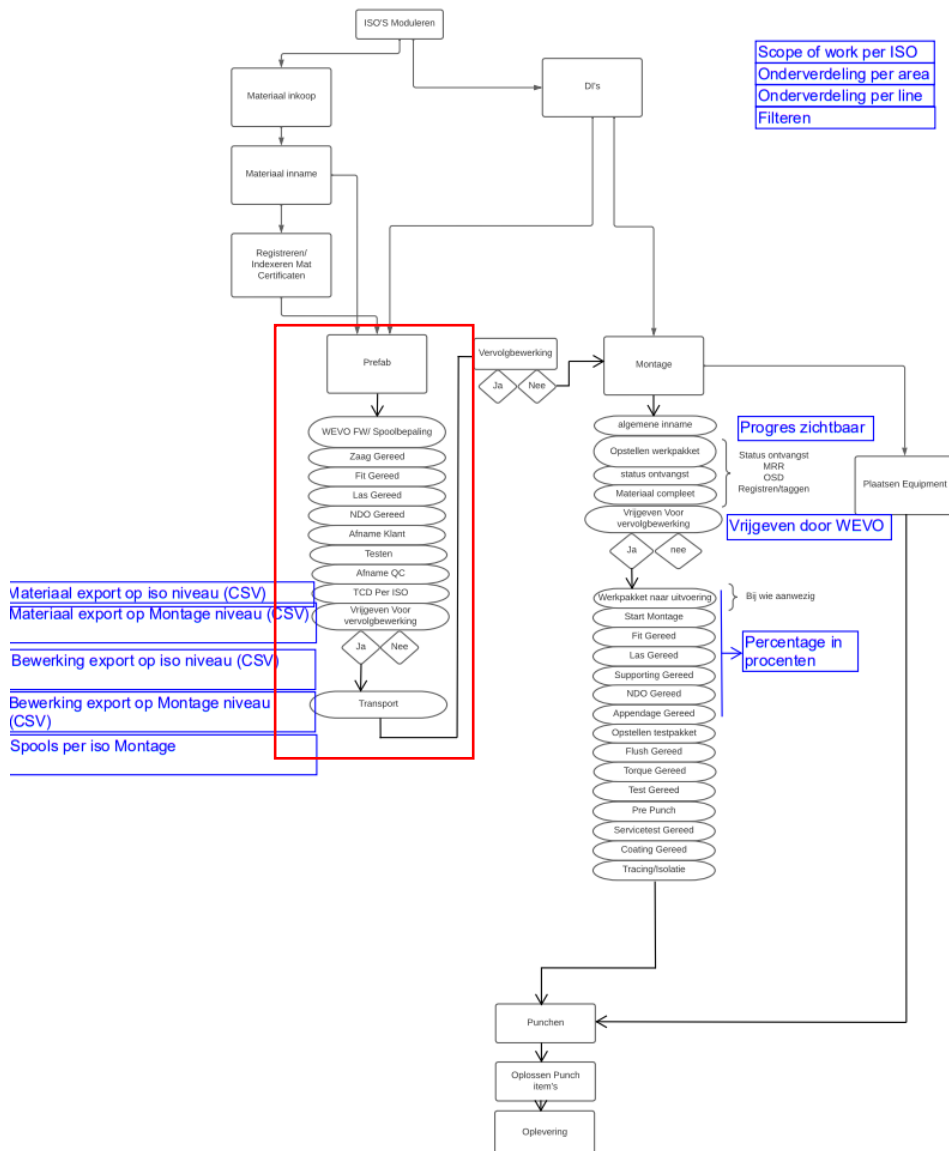 ISO'S Moduleren
Scope of work per ISO
Onderverdeling per area
Onderverdeling per line
Filteren
Materiaal inkoop
DI's
Materiaal inname
Registreren/
Indexeren Mat
Certificaten
Prefab
Vervolgbewerking
Ja
Nee
Montage
WEVO FW/ Spoolbepaling
Zaag Gereed
Fit Gereed
Las Gereed
NDO Gereed
Afname Klant
Testen
Afname QC
TCD Per ISO
Vrijgeven Voor
vervolgbewerking
Ja
Nee
Transport
Materiaal export op iso niveau (CSV)
Materiaal export op Montage niveau (CSV)
Bewerking export op iso niveau (CSV)
Bewerking export op Montage niveau
(CSV)
Spools per iso Montage
algemene inname
Opstellen werkpakket
status ontvangst
Materiaal compleet
Vrijgeven Voor
vervolgbewerking
Ja
nee
Progres zichtbaar
Status ontvangst
MRR
OSD
Registren/taggen
Plaatsen Equipment
Vrijgeven door WEVO
Werkpakket naar uitvoering
Start Montage
Fit Gereed
Las Gereed
Supporting Gereed
NDO Gereed
Appendage Gereed
Opstellen testpakket
Flush Gereed
Torque Gereed
Test Gereed
Pre Punch
Servicetest Gereed
Coating Gereed
Tracing/Isolatie
Bij wie aanwezig
Percentage in
procenten
Punchen
Oplossen Punch
item's
Oplevering